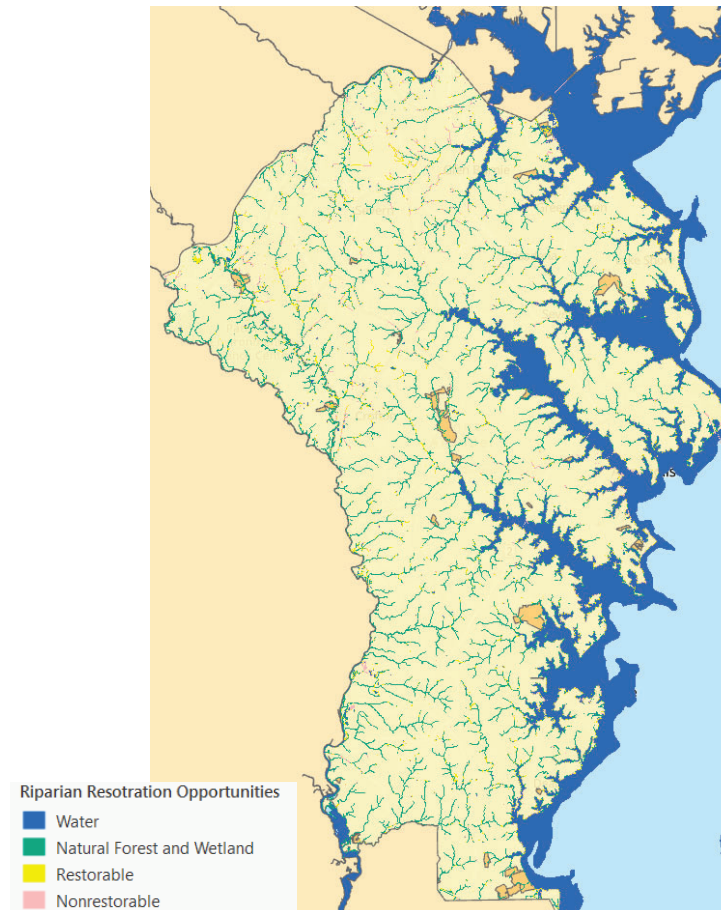 Riparian Resotration Opportunities
Water
Natural Forest and Wetland
Restorable
Nonrestorable